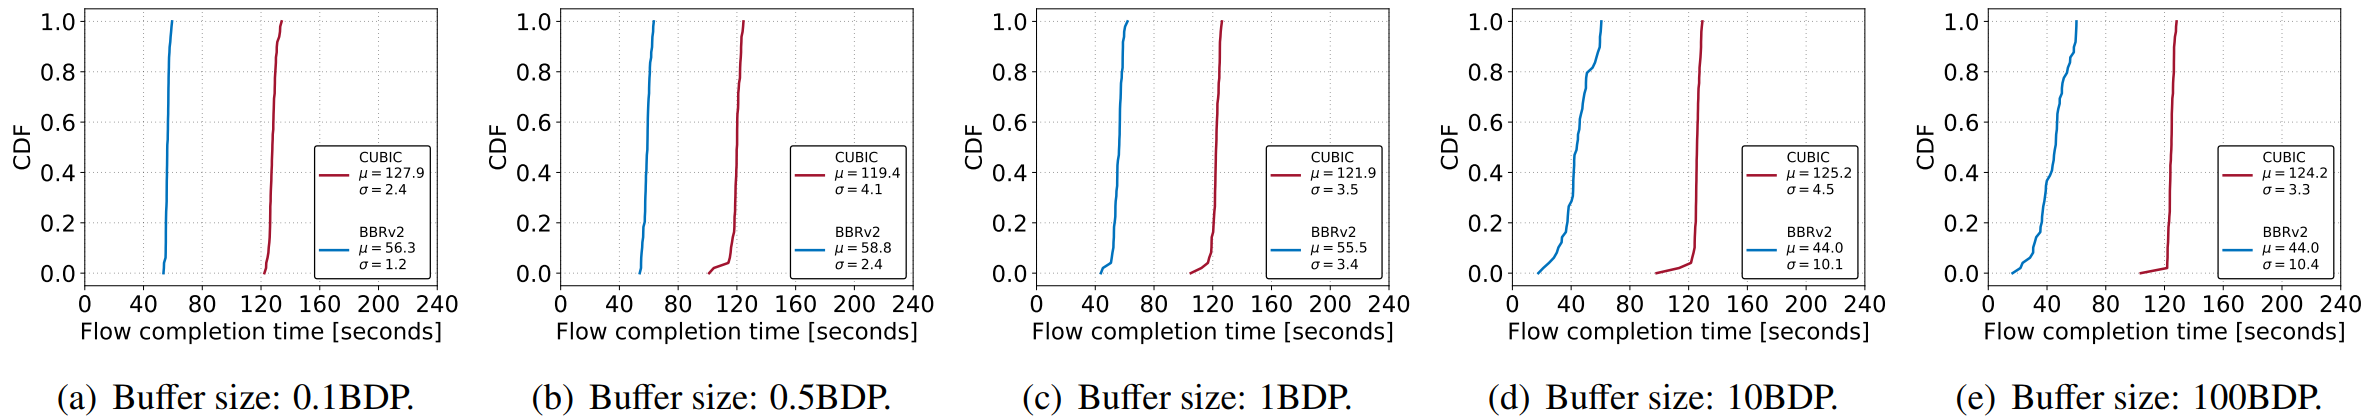 CDF
1.0
0.8
0.6
0.4
0.2
0.0
CUBIC
μ = 127.9
σ = 2.4
BBRv2
μ = 56.3
σ = 1.2
0 40 80 120 160 200 240
Flow completion time [seconds]
(a) Buffer size: 0.1BDP.
CDF
1.0
0.8
0.6
0.4
0.2
0.0
CUBIC
μ = 119.4
σ = 4.1
BBRv2
μ = 58.8
σ = 2.4
0 40 80 120 160 200 240
Flow completion time [seconds]
(b) Buffer size: 0.5BDP.
CDF
1.0
0.8
0.6
0.4
0.2
0.0
CUBIC
μ = 121.9
σ = 3.5
BBRv2
μ = 55.5
σ = 3.4
0 40 80 120 160 200 240
Flow completion time [seconds]
(c) Buffer size: 1BDP.
CDF
1.0
0.8
0.6
0.4
0.2
0.0
CUBIC
μ = 125.2
σ = 4.5
BBRv2
μ = 44.0
σ = 10.1
0 40 80 120 160 200 240
Flow completion time [seconds]
(d) Buffer size: 10BDP.
CDF
1.0
0.8
0.6
0.4
0.2
0.0
CUBIC
μ = 124.2
σ = 3.3
BBRv2
μ = 44.0
σ = 10.4
0 40 80 120 160 200 240
Flow completion time [seconds]
(e) Buffer size: 100BDP.